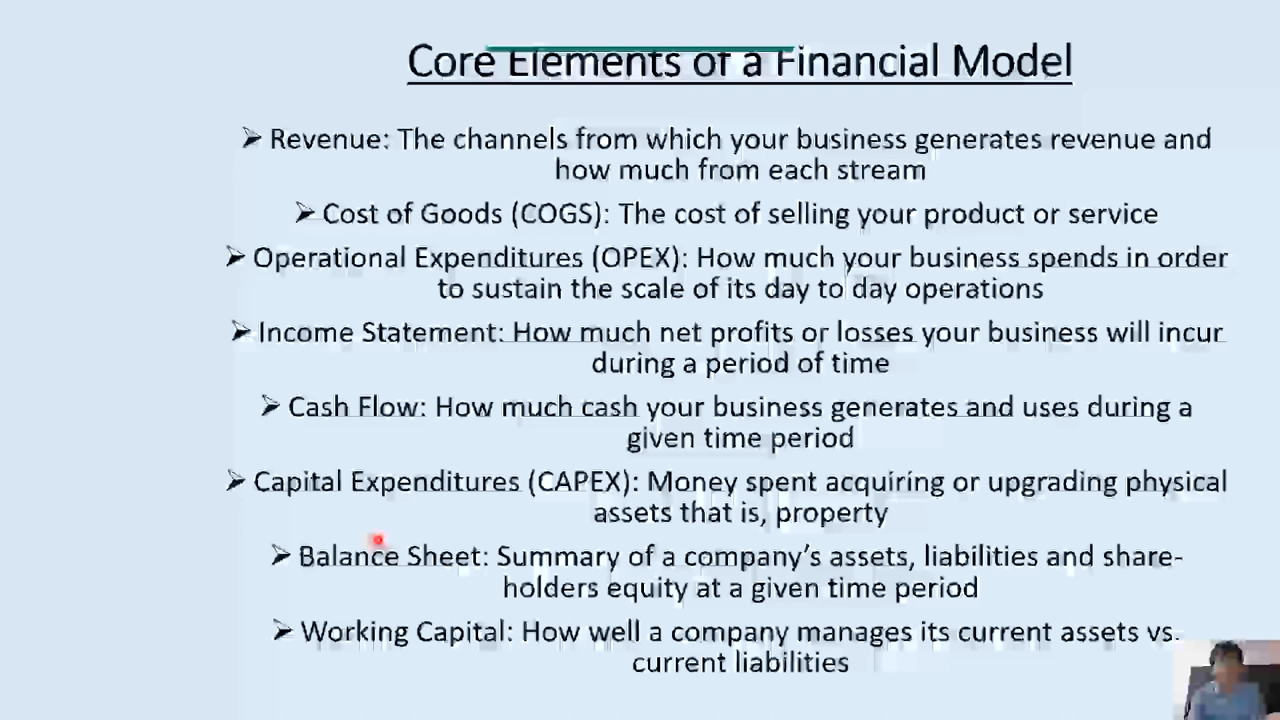 Core Elements of a Financial Model
➢ Revenue: The channels from which your business generates revenue and
how much from each stream
➢ Cost of Goods (COGS): The cost of selling your product or service
➢ Operational Expenditures (OPEX): How much your business spends in order
to sustain the scale of its day to day operations
➢ Income Statement: How much net profits or losses your business will incur
during a period of time
➢ Cash Flow: How much cash your business generates and uses during a
given time period
➢ Capital Expenditures (CAPEX): Money spent acquiring or upgrading physical
assets that is, property
➢ Balance Sheet: Summary of a company’s assets, liabilities and share-
holders equity at a given time period
➢ Working Capital: How well a company manages its current assets vs.
current liabilities